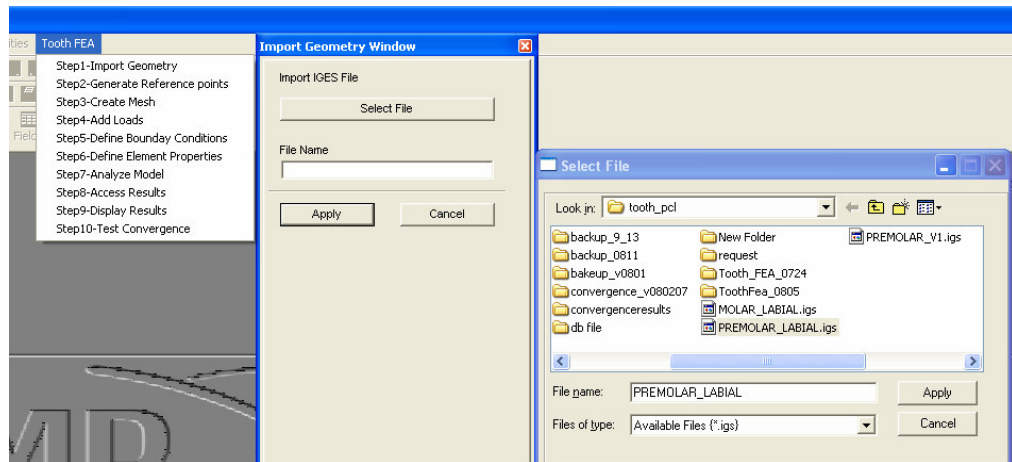 ities Tooth FEA
Step1-Import Geometry
Step2-Generate Reference points
Step3-Create Mesh
Step4-Add Loads
Step5-Define Bounday Conditions
Step6-Define Element Properties
Step7-Analyze Model
Step8-Access Results
Step9-Display Results
Step10-Test Convergence
Field
Import Geometry Window
Import IGES File
Select File
File Name
Apply Cancel
Select File
Look in: tooth_pcl
backup_9_13
backup_0811
bakeup_v0801
convergence_v080207
convergenceresults
db file
New Folder
request
Tooth_FEA_0724
ToothFea_0805
MOLAR_LABIAL.igs
PREMOLAR_LABIAL.igs
PREMOLAR_V1.igs
File name: PREMOLAR_LABIAL Apply
Files of type: Available Files (*.igs) Cancel